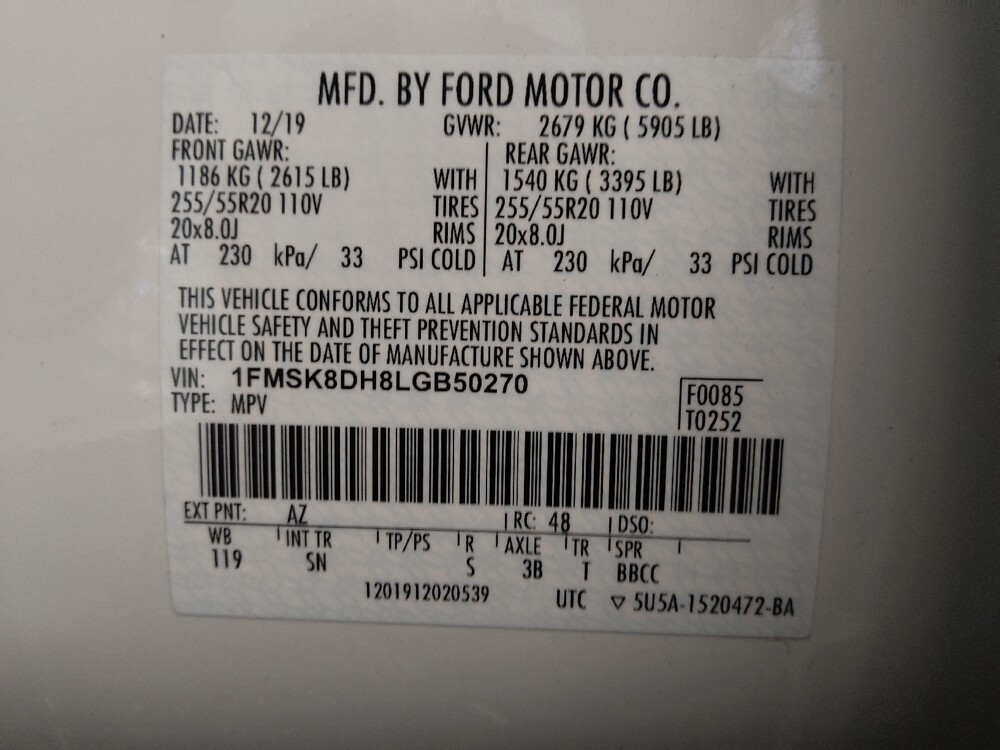 MFD. BY FORD MOTOR CO.
DATE: 12/19 GVWR: 2679 KG ( 5905 LB)
FRONT GAWR: REAR GAWR:
1186 KG ( 2615 LB) WITH 1540 KG ( 3395 LB) WITH
255/55R20 110V TIRES 255/55R20 110V TIRES
20x8.0J RIMS 20x8.0J RIMS
AT 230 kPa/ 33 PSI COLD AT 230 kPa/ 33 PSI COLD
THIS VEHICLE CONFORMS TO ALL APPLICABLE FEDERAL MOTOR
VEHICLE SAFETY AND THEFT PREVENTION STANDARDS IN
EFFECT ON THE DATE OF MANUFACTURE SHOWN ABOVE.
VIN: 1FMSK8DH8LGB50270
TYPE: MPV
F0085
T0252
EXT PNT: AZ RC: 48 DSO:
WB INT TR TP/PS R AXLE TR SPR
119 SN S 3B T BBCC
1201912020539 UTC ▽ 5U5A-1520472-BA